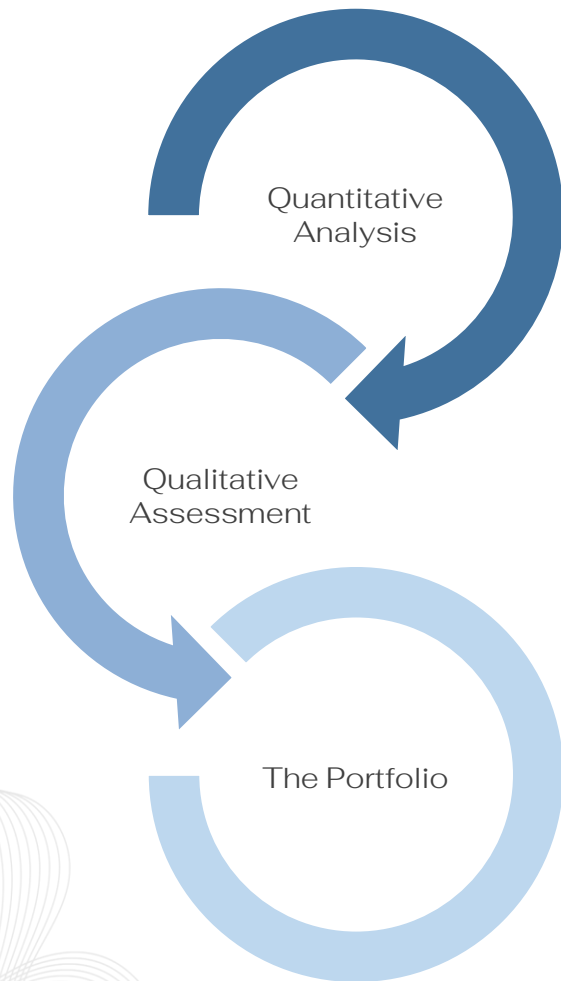 Quantitative
Analysis
Qualitative
Assessment
The Portfolio